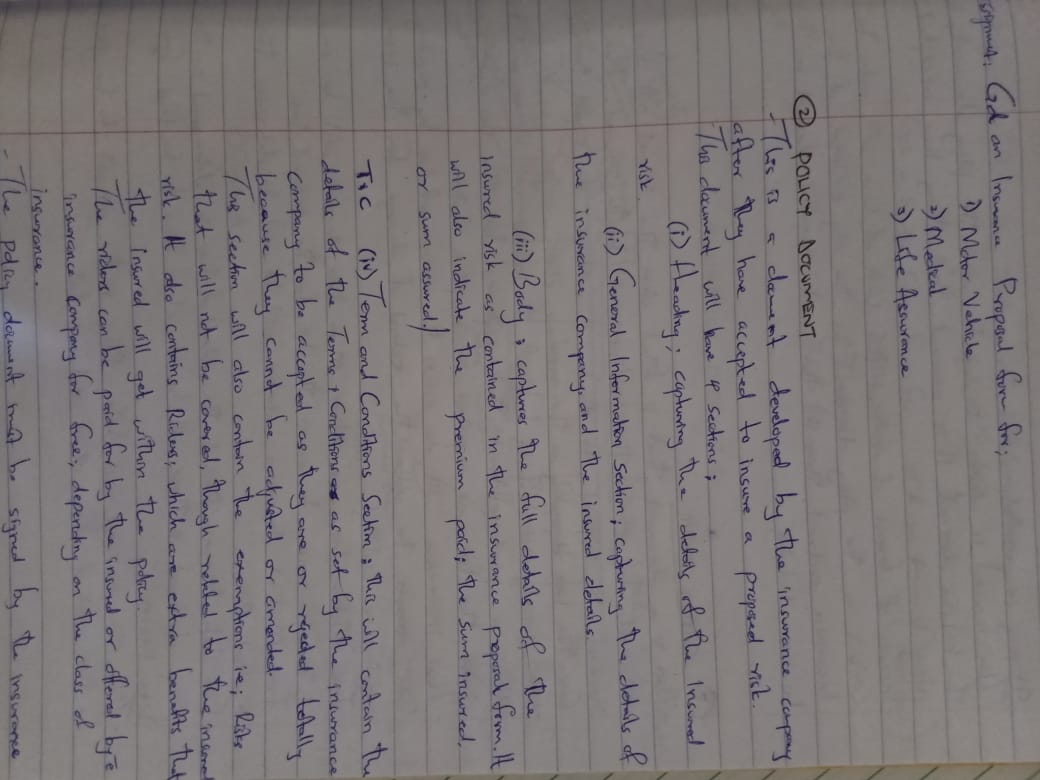 Get an Insurance Proposal form for;
1) Motor Vehicle
2) Medical
3) Life Assurance
② POLICY DOCUMENT
- This is a document developed by the insurance company
after they have accepted to insure a proposed risk.
- This document will have 4 sections;
(i) Heading; capturing the details of the Insured
risk.
(ii) General Information Section; capturing the details of
the insurance company, and the insured details
(iii) Body; captures the full details of the
insured risk as contained in the insurance proposal form. It
will also indicate the premium paid; the sum insured,
or sum assured.)
T&C (iv) Term and Conditions Section; this will contain the
details of the Terms & Conditions as set by the insurance
company to be accepted as they are or rejected totally
because they cannot be adjusted or amended.
- This section will also contain the exemptions ie; Risks
that will not be covered, though related to the insured
risk. It also contains Riders, which are extra benefits that
the insured will get within the policy.
- The riders can be paid for by the insured or offered by
insurance company for free; depending on the class of
insurance.
- The policy document must be signed by the insurance